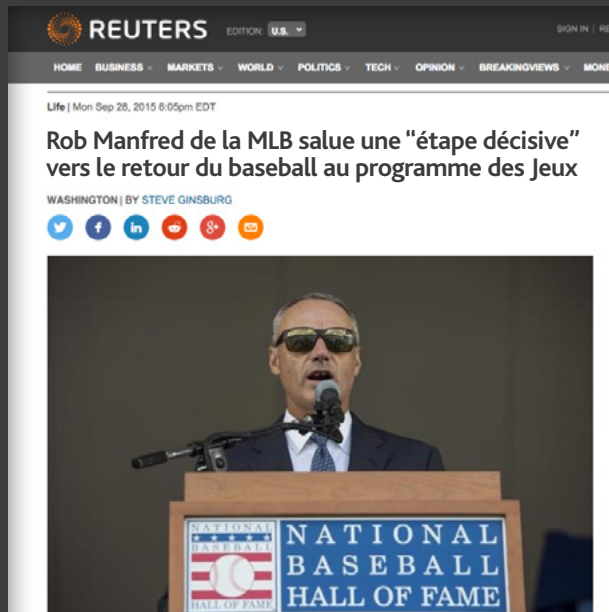 REUTERS EDITION: U.S. SIGN IN
HOME BUSINESS MARKETS WORLD POLITICS TECH OPINION BREAKINGVIEWS
Life | Mon Sep 28, 2015 6:05pm EDT
Rob Manfred de la MLB salue une “étape décisive”
vers le retour du baseball au programme des Jeux
WASHINGTON | BY STEVE GINSBURG
NATIONAL
BASEBALL
HALL OF FAME
NATIONAL
BASEBALL
HALL OF FAME